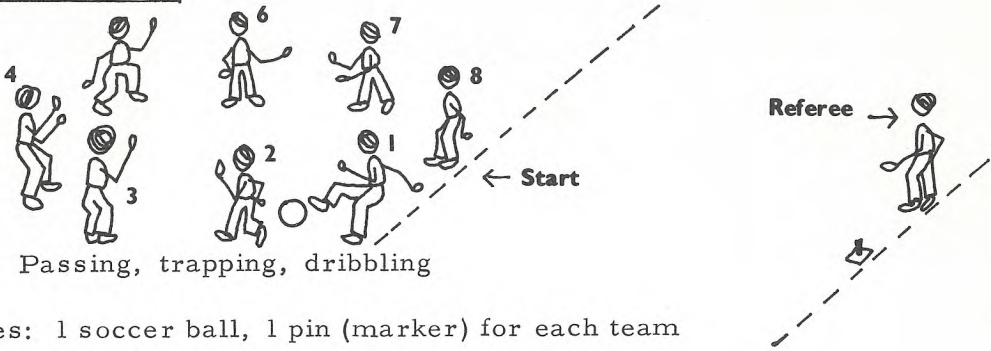 6
7
4
8
Referee →
2
1
← Start
3
Passing, trapping, dribbling
es: 1 soccer ball, 1 pin (marker) for each team